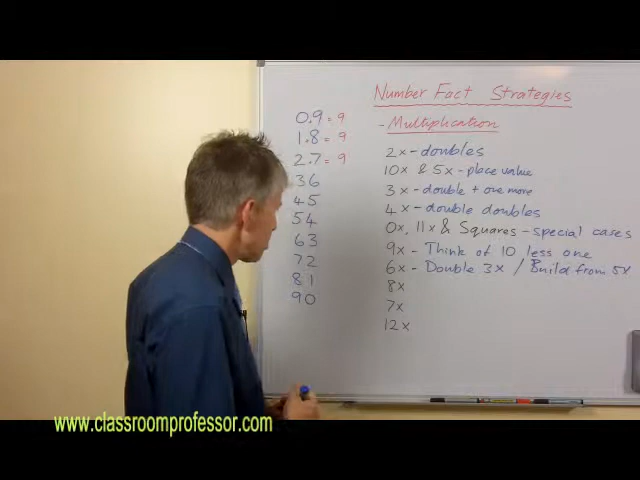 Number Fact Strategies
- Multiplication
0.9 = 9
1.8 = 9
2.7 = 9
36
45
54
63
72
81
90
2x - doubles
10x & 5x - place value
3x - double + one more
4x - double doubles
0x, 11x & Squares - special cases
9x - Think of 10 less one
6x - Double 3x / Build from 5x
8x
7x
12x
www.classroomprofessor.com